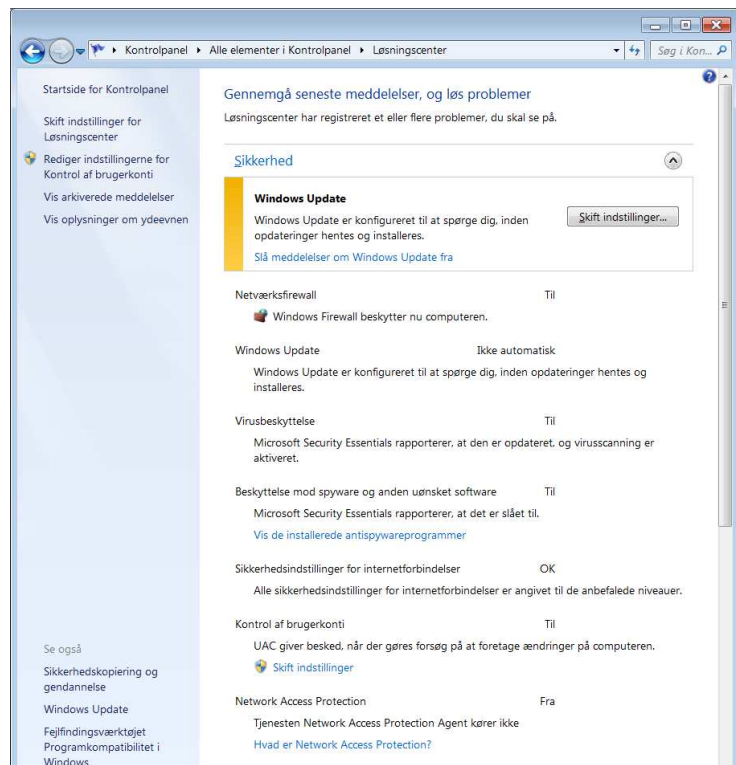 Kontrolpanel ▸ Alle elementer i Kontrolpanel ▸ Løsningscenter
Søg i Kon...
Startside for Kontrolpanel
Skift indstillinger for
Løsningscenter
Rediger indstillingerne for
Kontrol af brugerkonti
Vis arkiverede meddelelser
Vis oplysninger om ydeevnen
Gennemgå seneste meddelelser, og løs problemer
Løsningscenter har registreret et eller flere problemer, du skal se på.
Sikkerhed
Windows Update
Windows Update er konfigureret til at spørge dig, inden
opdateringer hentes og installeres.
Skift indstillinger...
Slå meddelelser om Windows Update fra
Netværksfirewall Til
Windows Firewall beskytter nu computeren.
Windows Update Ikke automatisk
Windows Update er konfigureret til at spørge dig, inden opdateringer hentes og
installeres.
Virusbeskyttelse Til
Microsoft Security Essentials rapporterer, at den er opdateret, og virusscanning er
aktiveret.
Beskyttelse mod spyware og anden uønsket software Til
Microsoft Security Essentials rapporterer, at det er slået til.
Vis de installerede antispywareprogrammer
Sikkerhedsindstillinger for internetforbindelser OK
Alle sikkerhedsindstillinger for internetforbindelser er angivet til de anbefalede niveauer.
Kontrol af brugerkonti Til
UAC giver besked, når der gøres forsøg på at foretage ændringer på computeren.
Skift indstillinger
Network Access Protection Fra
Tjenesten Network Access Protection Agent kører ikke
Hvad er Network Access Protection?
Se også
Sikkerhedskopiering og
gendannelse
Windows Update
Fejlfindingsværktøjet
Programkompatibilitet i
Windows